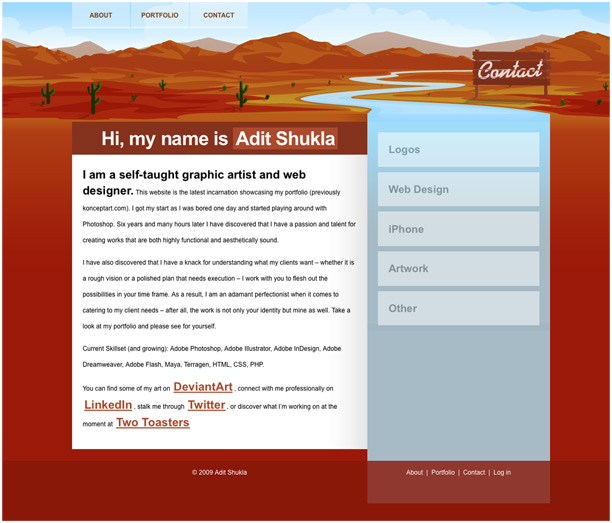 ABOUT PORTFOLIO CONTACT
Contact
Hi, my name is Adit Shukla
I am a self-taught graphic artist and web
designer. This website is the latest incarnation showcasing my portfolio (previously
konceptart.com). I got my start as I was bored one day and started playing around with
Photoshop. Six years and many hours later I have discovered that I have a passion and talent for
creating works that are both highly functional and aesthetically sound.
I have also discovered that I have a knack for understanding what my clients want – whether it is
a rough vision or a polished plan that needs execution – I work with you to flesh out the
possibilities in your time frame. As a result, I am an adamant perfectionist when it comes to
catering to my client needs – after all, the work is not only your identity but mine as well. Take a
look at my portfolio and please see for yourself.
Current Skillset (and growing): Adobe Photoshop, Adobe Illustrator, Adobe InDesign, Adobe
Dreamweaver, Adobe Flash, Maya, Terragen, HTML, CSS, PHP.
You can find some of my art on DeviantArt , connect with me professionally on
LinkedIn , stalk me through Twitter , or discover what I'm working on at the
moment at Two Toasters
Logos
Web Design
iPhone
Artwork
Other
© 2009 Adit Shukla
About | Portfolio | Contact | Log in